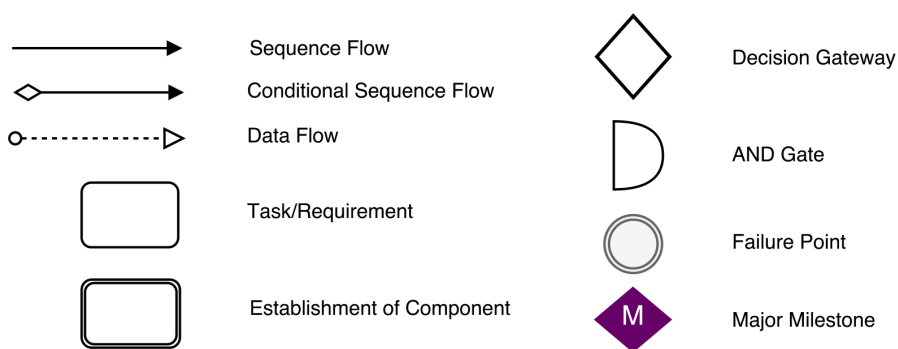 Sequence Flow
Conditional Sequence Flow
Data Flow
Task/Requirement
Establishment of Component
Decision Gateway
AND Gate
Failure Point
M
Major Milestone